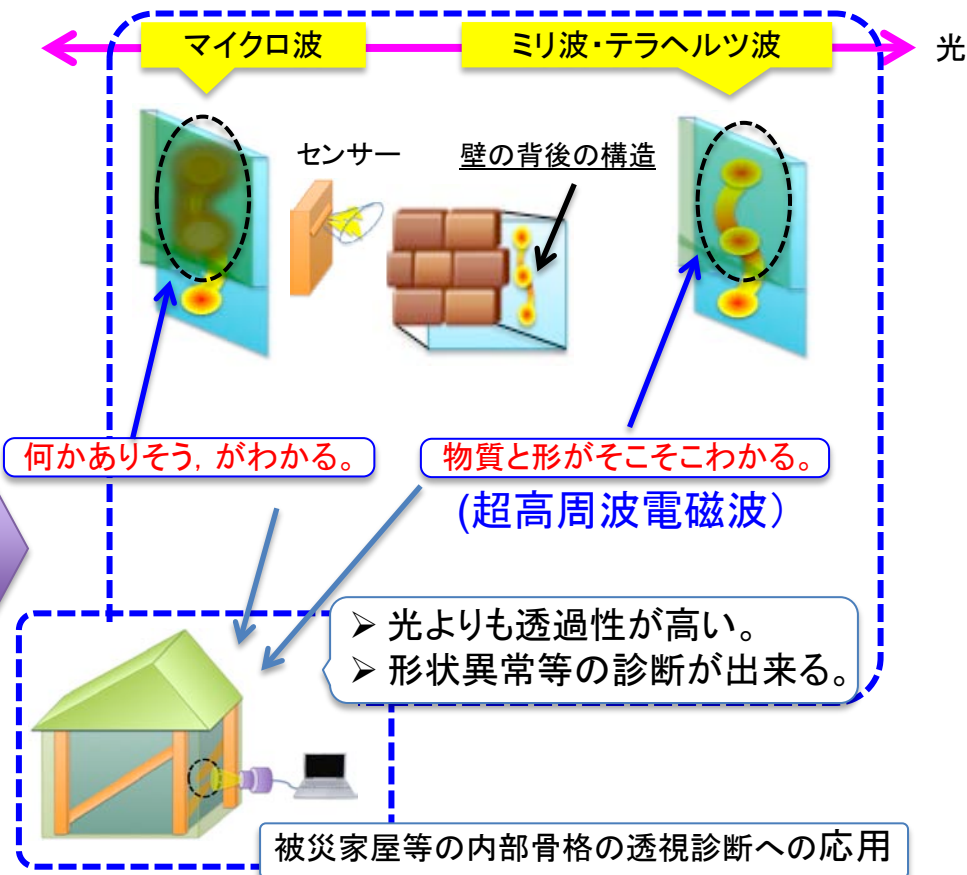 マイクロ波
ミリ波・テラヘルツ波
光
センサー
壁の背後の構造
何かありそう，がわかる。
物質と形がそこそこわかる。
(超高周波電磁波）
➢ 光よりも透過性が高い。
➢ 形状異常等の診断が出来る。
被災家屋等の内部骨格の透視診断への応用